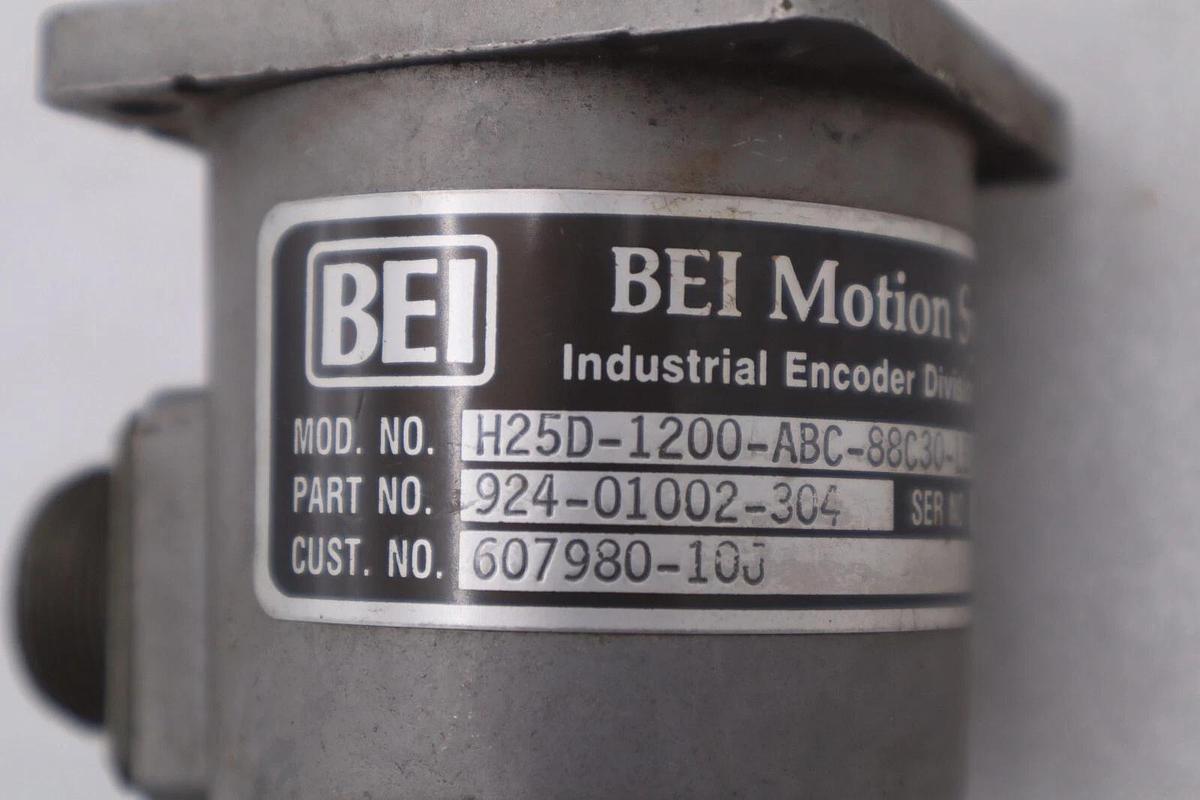 BEI
BEI Motion
Industrial Encoder
MOD. NO. H25D-1200-ABC-88C30-
PART NO. 924-01002-304 SER NO
CUST. NO. 607980-10J